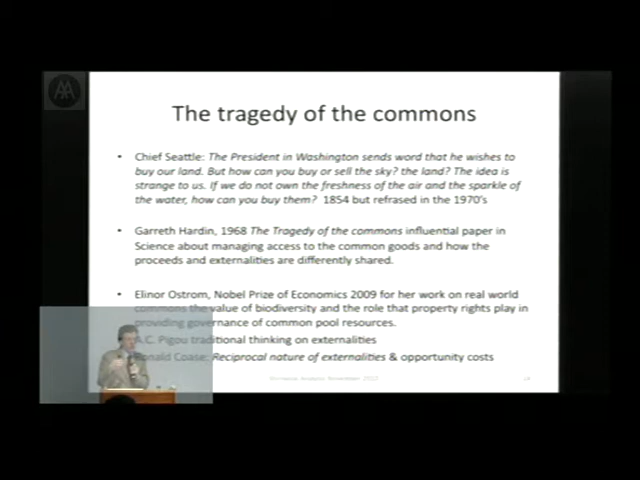 AA
The tragedy of the commons
• Chief Seattle: The President in Washington sends word that he wishes to
buy our land. But how can you buy or sell the sky? the land? The idea is
strange to us. If we do not own the freshness of the air and the sparkle of
the water, how can you buy them? 1854 but refrased in the 1970's
• Garreth Hardin, 1968 The Tragedy of the commons influential paper in
Science about managing access to the common goods and how the
proceeds and externalities are differently shared.
• Elinor Ostrom, Nobel Prize of Economics 2009 for her work on real world
commons the value of biodiversity and the role that property rights play in
providing governance of common pool resources.
A.C. Pigou traditional thinking on externalities
Ronald Coase: Reciprocal nature of externalities & opportunity costs
November 2012